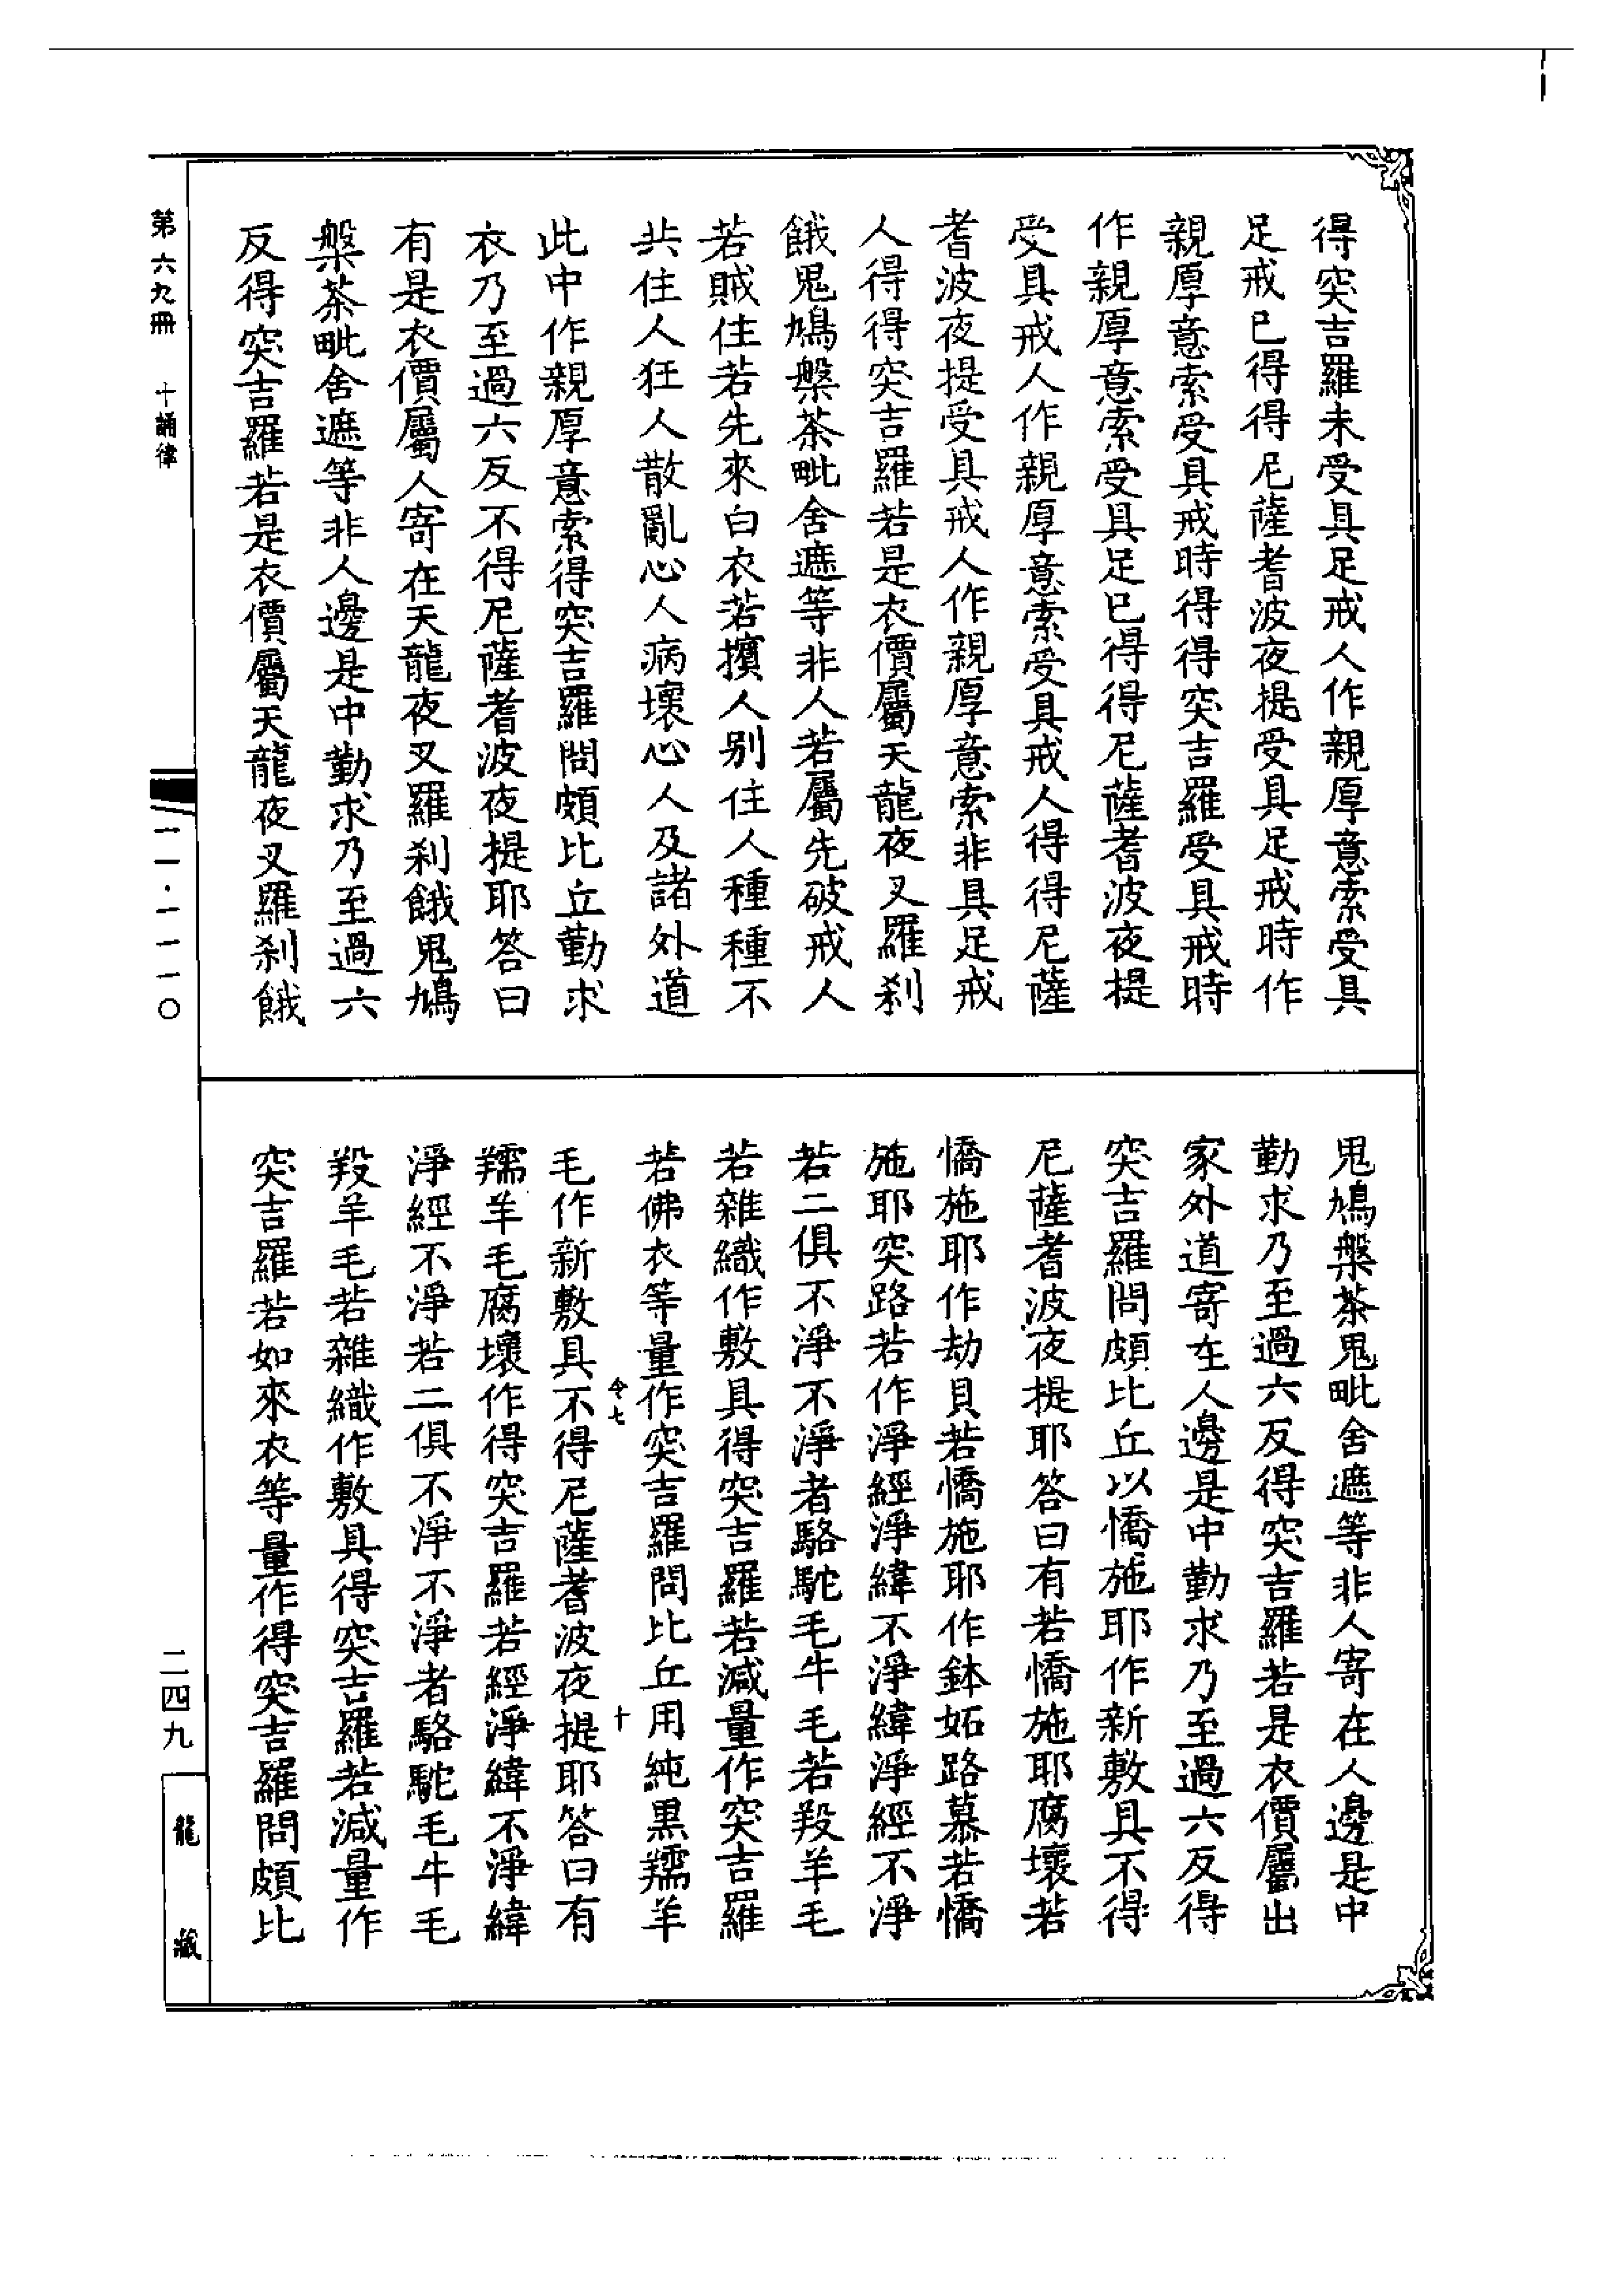 得突吉羅未受具足戒人作親厚意索受具
足戒已得得尼薩耆波夜提受具足戒時作
親厚意索受具戒時得得突吉羅受具戒時
作親厚意索受具足已得得尼薩耆波夜提
受具戒人作親厚意索受具戒人得得尼薩
耆波夜提受具戒人作親厚意索非具足戒
人得得突吉羅若是衣價屬天龍夜叉羅刹
餓鬼鳩槃茶毗舍遮等非人若屬先破戒人
若賊住若先來白衣若擯人別住人種種不
共住人狂人散亂心人病壞心人及諸外道
此中作親厚意索得突吉羅問頗比丘勤求
衣乃至過六反不得尼薩耆波夜提耶答曰
有是衣價屬人寄在天龍夜叉羅刹餓鬼鳩
槃茶毗舍遮等非人邊是中勤求乃至過六
反得突吉羅若是衣價屬天龍夜叉羅刹餓
鬼鳩槃茶鬼毗舍遮等非人寄在人邊是中
勤求乃至過六反得突吉羅若是衣價屬出
家外道寄在人邊是中勤求乃至過六反得
突吉羅問頗比丘以憍施耶作新敷具不得
尼薩耆波夜提耶答曰有若憍施耶腐壞若
憍施耶作劫貝若憍施耶作鉢妬路慕若憍
施耶突路若作淨經淨緯不淨緯淨經不淨
若二俱不淨不淨者駱駝毛牛毛若羖羊毛
若雜織作敷具得突吉羅若減量作突吉羅
若佛衣等量作突吉羅問比丘用純黑羺羊
令七
十
毛作新敷具不得尼薩耆波夜提耶答曰有
羺羊毛腐壞作得突吉羅若經淨緯不淨緯
淨經不淨若二俱不淨不淨者駱駝毛牛毛
羖羊毛若雜織作敷具得突吉羅若減量作
突吉羅若如來衣等量作得突吉羅問頗比
第六九冊 十誦律
一一·一一一〇
二四九
龍藏